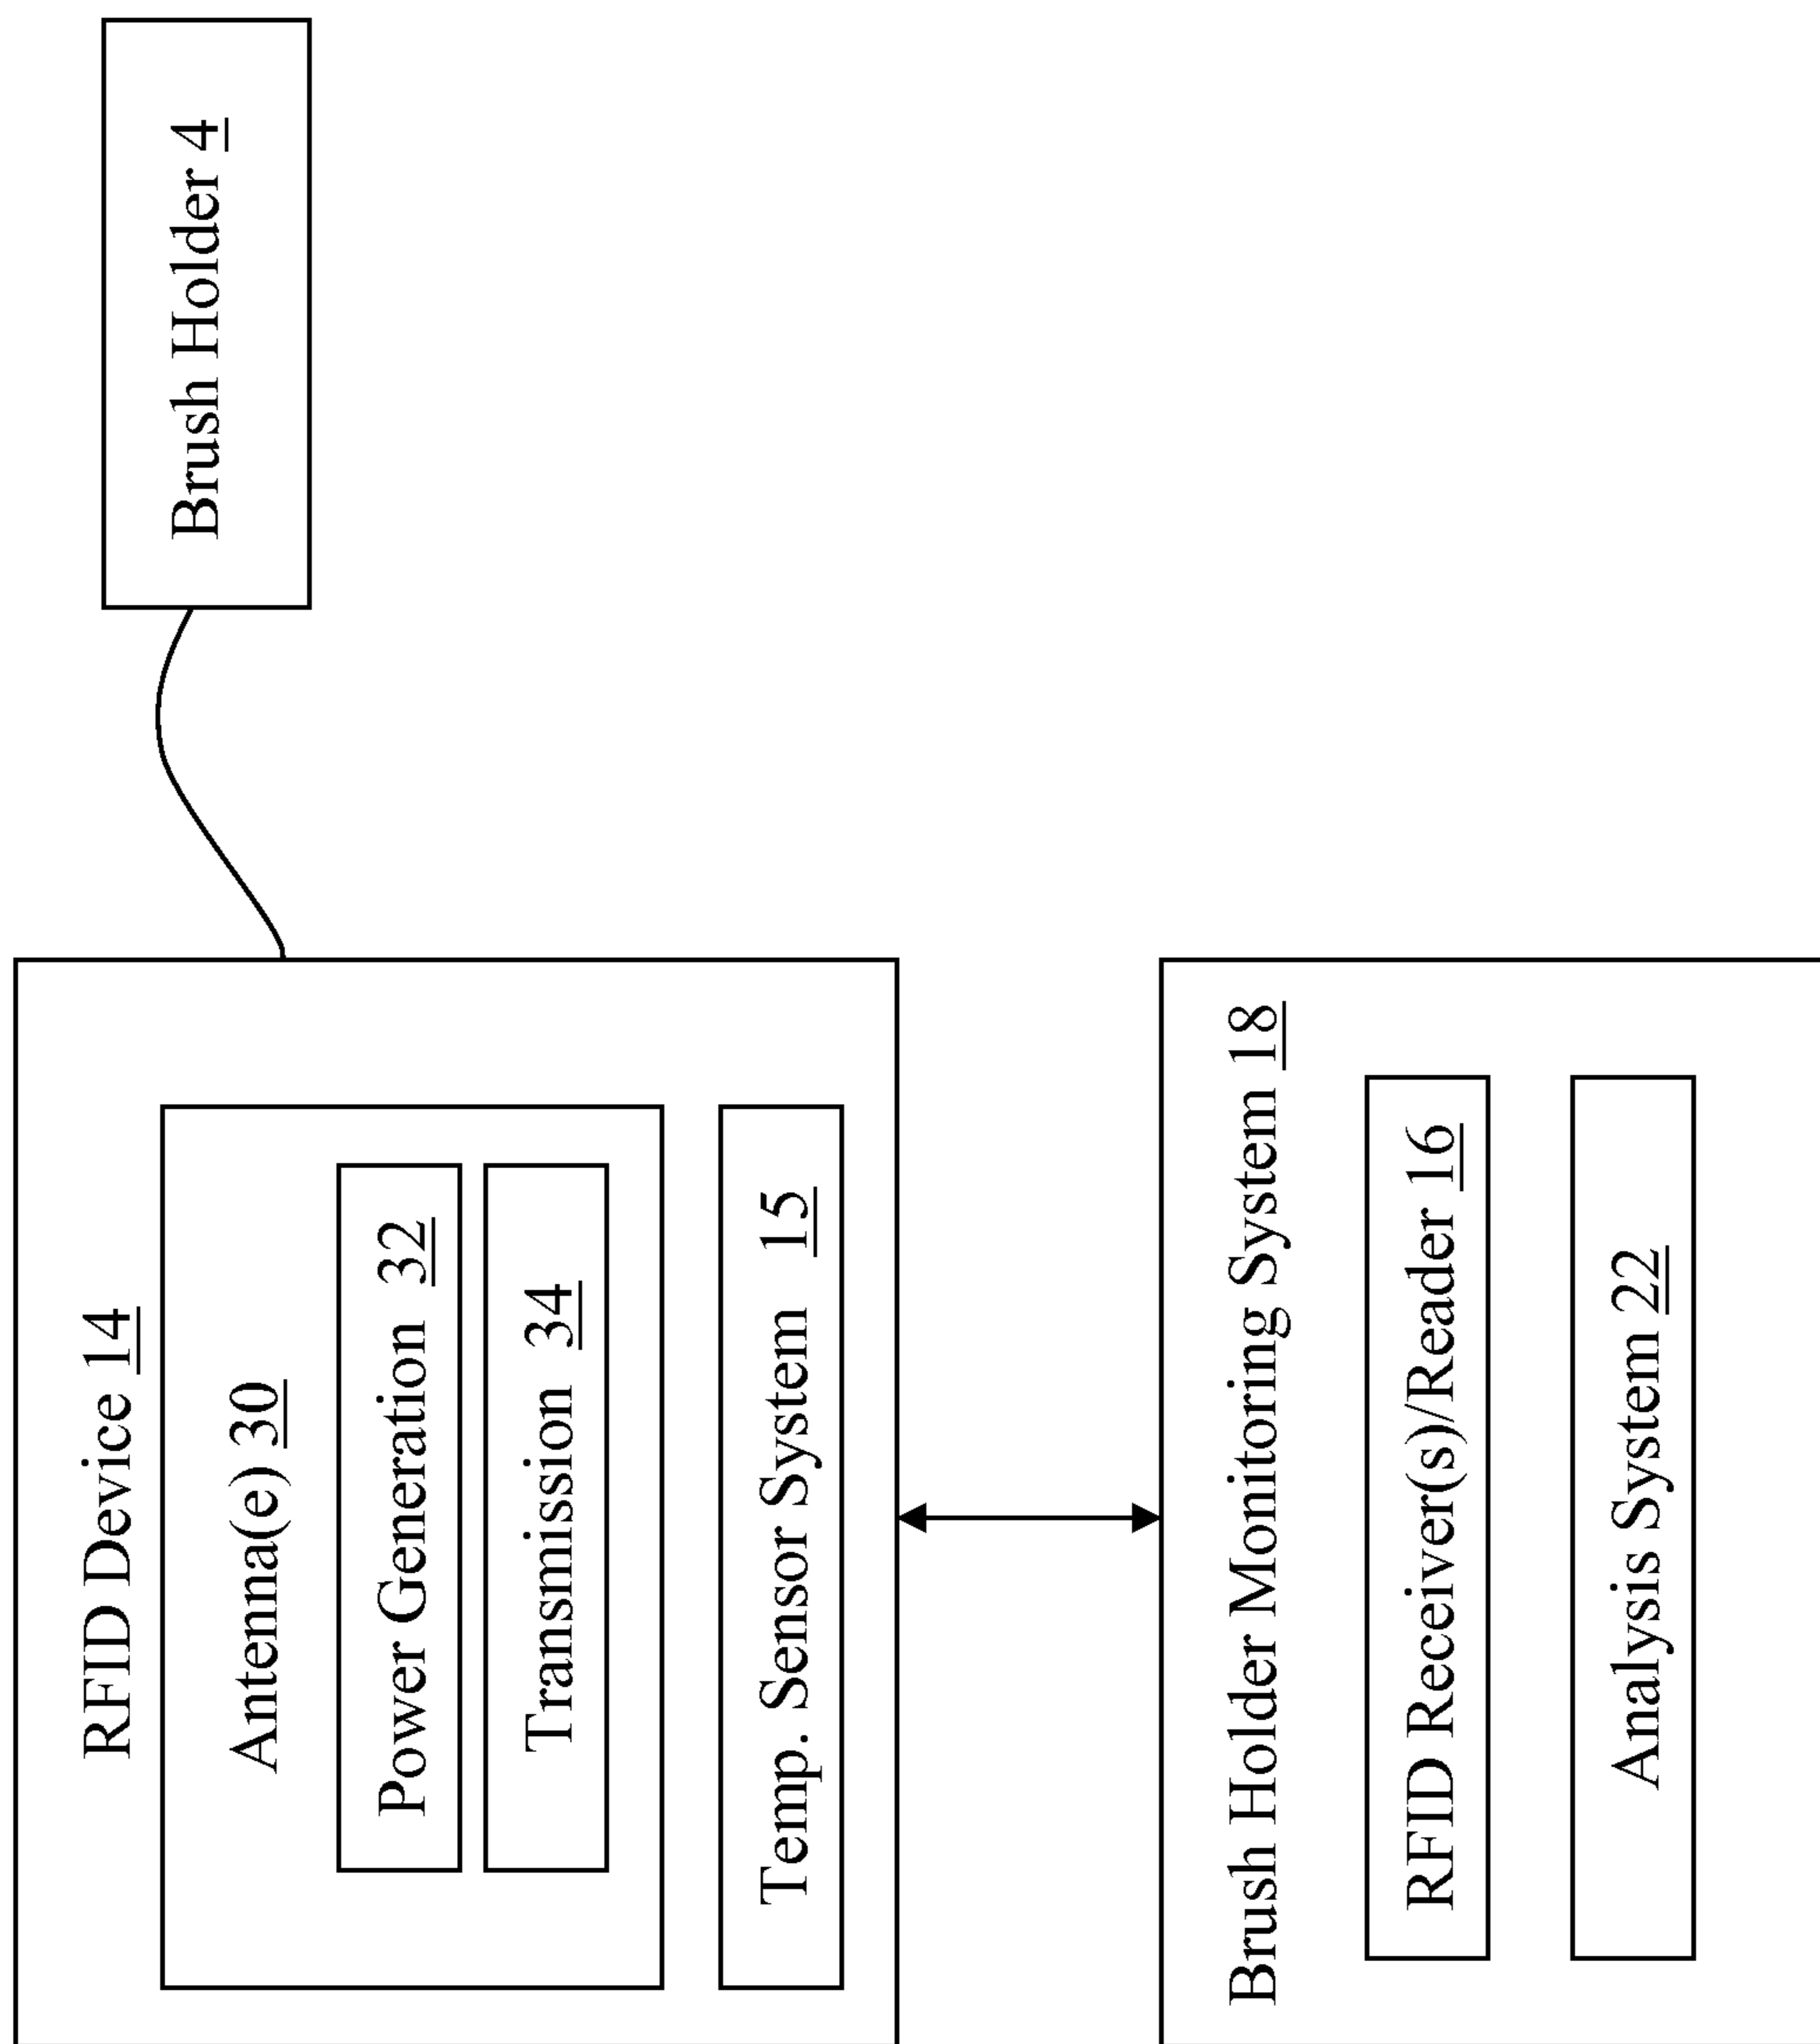 RFID Device 14
Antenna(e) 30
Power Generation 32
Transmission 34
Temp. Sensor System 15
Brush Holder 4
Brush Holder Monitoring System 18
RFID Receiver(s)/Reader 16
Analysis System 22